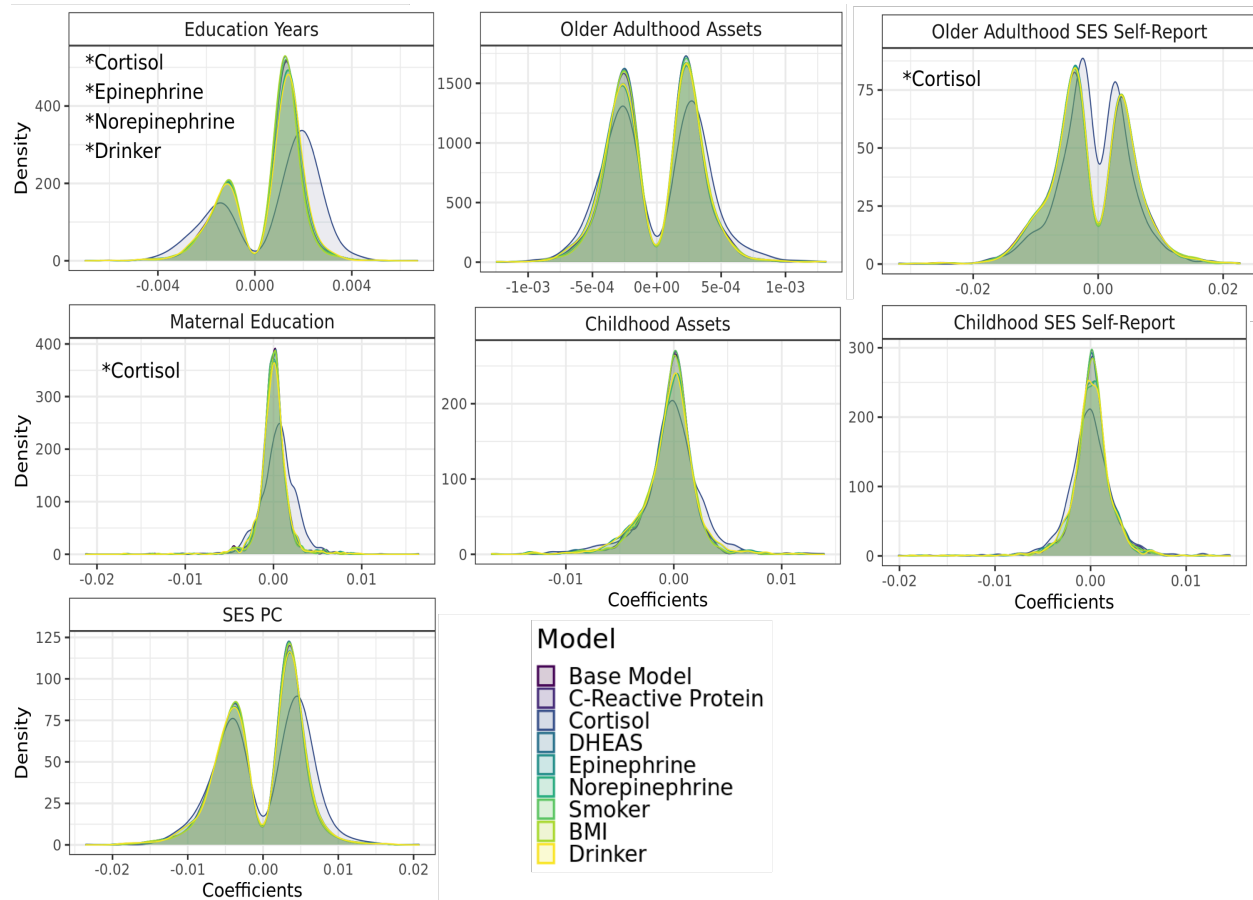 Education Years
*Cortisol
*Epinephrine
*Norepinephrine
*Drinker
Density
400
200
0
-0.004
0.000
0.004
Older Adulthood Assets
1500
1000
500
0
-1e-03
-5e-04
0e+00
5e-04
1e-03
Older Adulthood SES Self-Report
*Cortisol
75
50
25
0
-0.02
0.00
0.02
Maternal Education
*Cortisol
Density
400
300
200
100
0
-0.02
-0.01
0.00
0.01
Childhood Assets
200
100
0
-0.01
0.00
0.01
Coefficients
Childhood SES Self-Report
300
200
100
0
-0.02
-0.01
0.00
0.01
Coefficients
SES PC
Density
125
100
75
50
25
0
-0.02
-0.01
0.00
0.01
0.02
Coefficients
Model
Base Model
C-Reactive Protein
Cortisol
DHEAS
Epinephrine
Norepinephrine
Smoker
BMI
Drinker